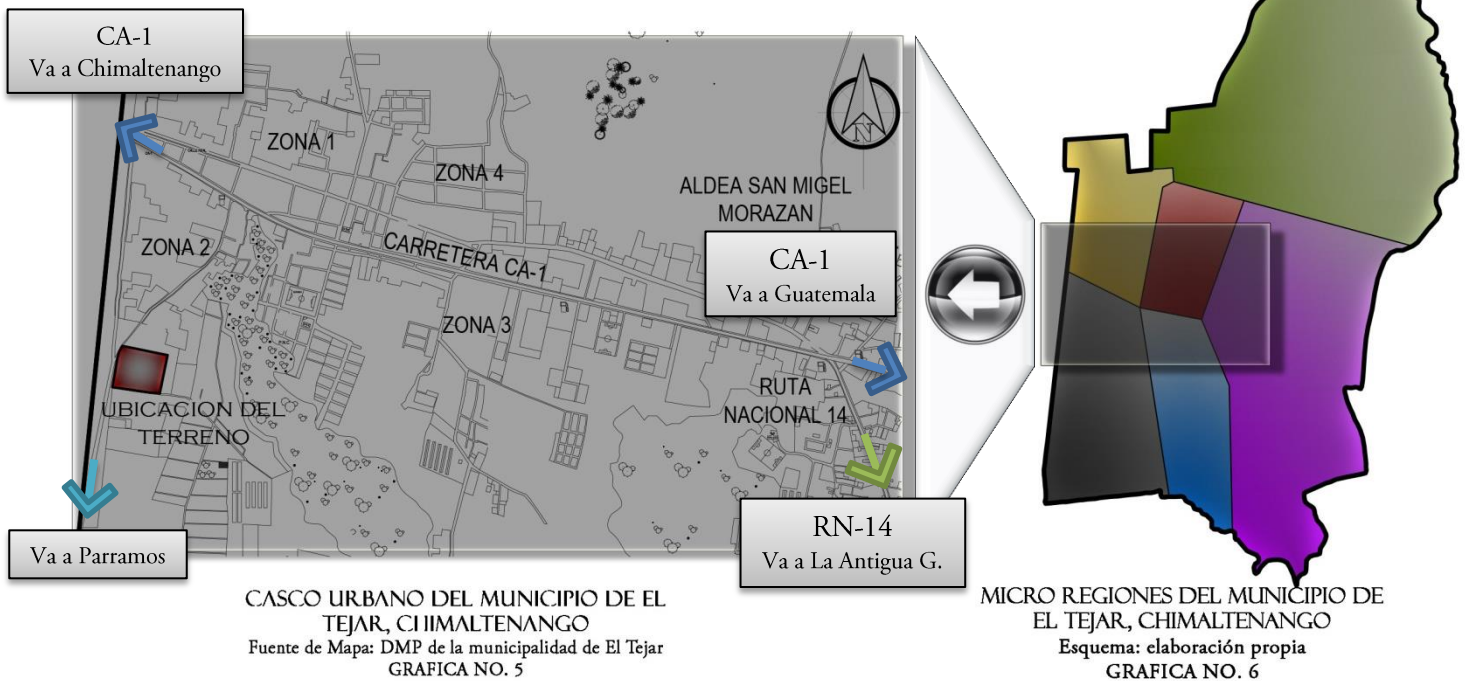 CA-1
Va a Chimaltenango
ZONA 1
ZONA 4
N
ALDEA SAN MIGEL
MORAZAN
ZONA 2
CARRETERA CA-1
CA-1
Va a Guatemala
ZONA 3
RUTA
NACIONAL 14
UBICACION DEL
TERRENO
RN-14
Va a La Antigua G.
Va a Parramos
CASCO URBANO DEL MUNICIPIO DE EL
TEJAR, CHIMALTENANGO
Fuente de Mapa: DMP de la municipalidad de El Tejar
GRAFICA NO. 5
MICRO REGIONES DEL MUNICIPIO DE
EL TEJAR, CHIMALTENANGO
Esquema: elaboración propia
GRAFICA NO. 6